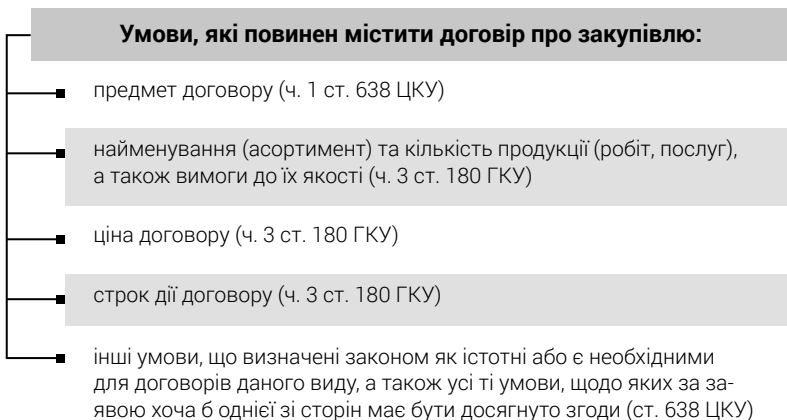 Умови, які повинен містити договір про закупівлю:
предмет договору (ч. 1 ст. 638 ЦКУ)
найменування (асортимент) та кількість продукції (робіт, послуг),
а також вимоги до їх якості (ч. 3 ст. 180 ГКУ)
ціна договору (ч. 3 ст. 180 ГКУ)
строк дії договору (ч. 3 ст. 180 ГКУ)
інші умови, що визначені законом як істотні або є необхідними
для договорів даного виду, а також усі ті умови, щодо яких за за-
явою хоча б однієї зі сторін має бути досягнуто згоди (ст. 638 ЦКУ)